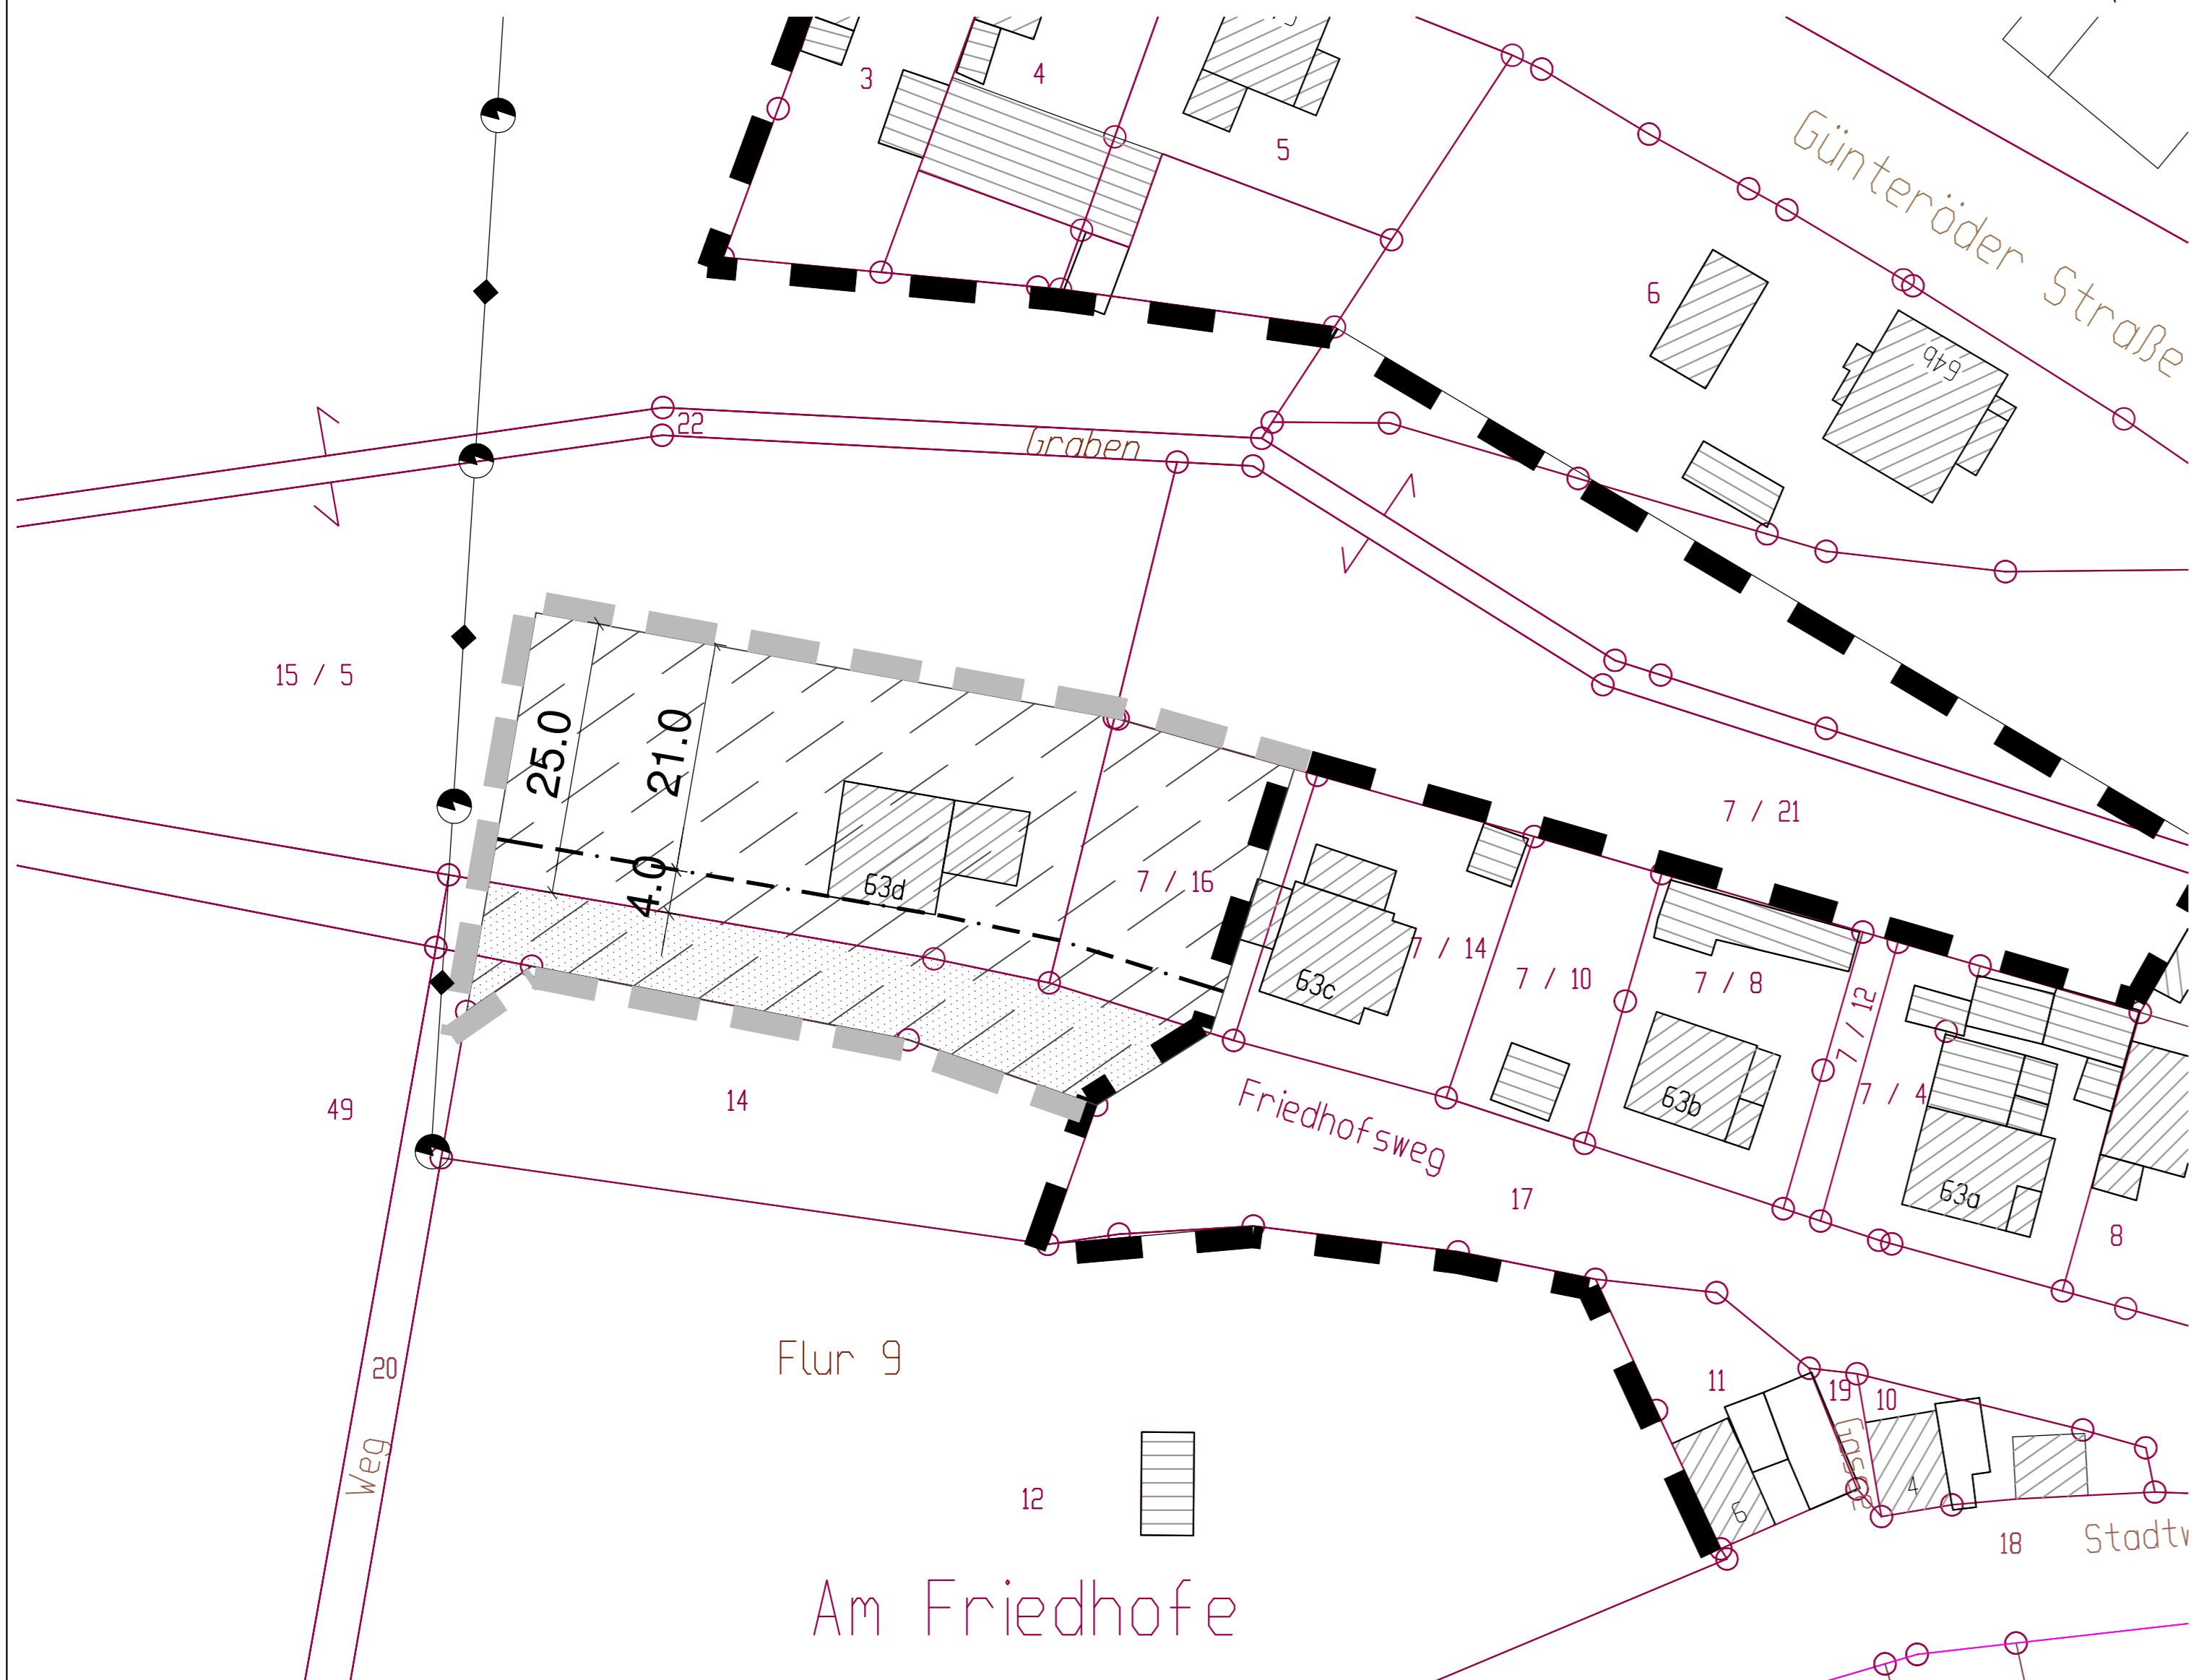 3
4
5
Günteröder Straße
6
64b
22
Graben
15 / 5
25.0
21.0
4.0
63d
7 / 16
7 / 21
7 / 14
63c
7 / 10
7 / 8
7 / 12
63b
7 / 4
63a
8
49
14
Friedhofsweg
17
Flur 9
20
Weg
11
19
10
Gasse
12
6
4
18
Stadtw
Am Friedhofe